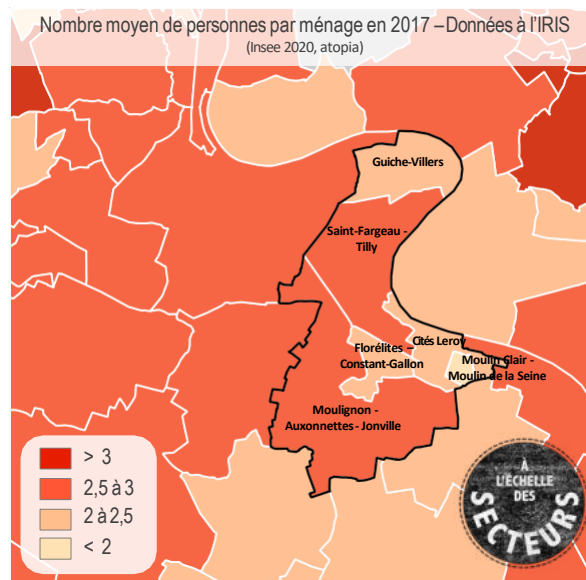 Nombre moyen de personnes par ménage en 2017 – Données à l'IRIS
(Insee 2020, atopia)
Guiche-Villers
Saint-Fargeau -
Tilly
Cités Leroy
Florélites –
Constant-Gallon
Moulin Clair -
Moulin de la Seine
Moulignon -
Auxonnettes - Jonville
> 3
2,5 à 3
2 à 2,5
< 2
À
L'ÉCHELLE
DES
SECTEURS